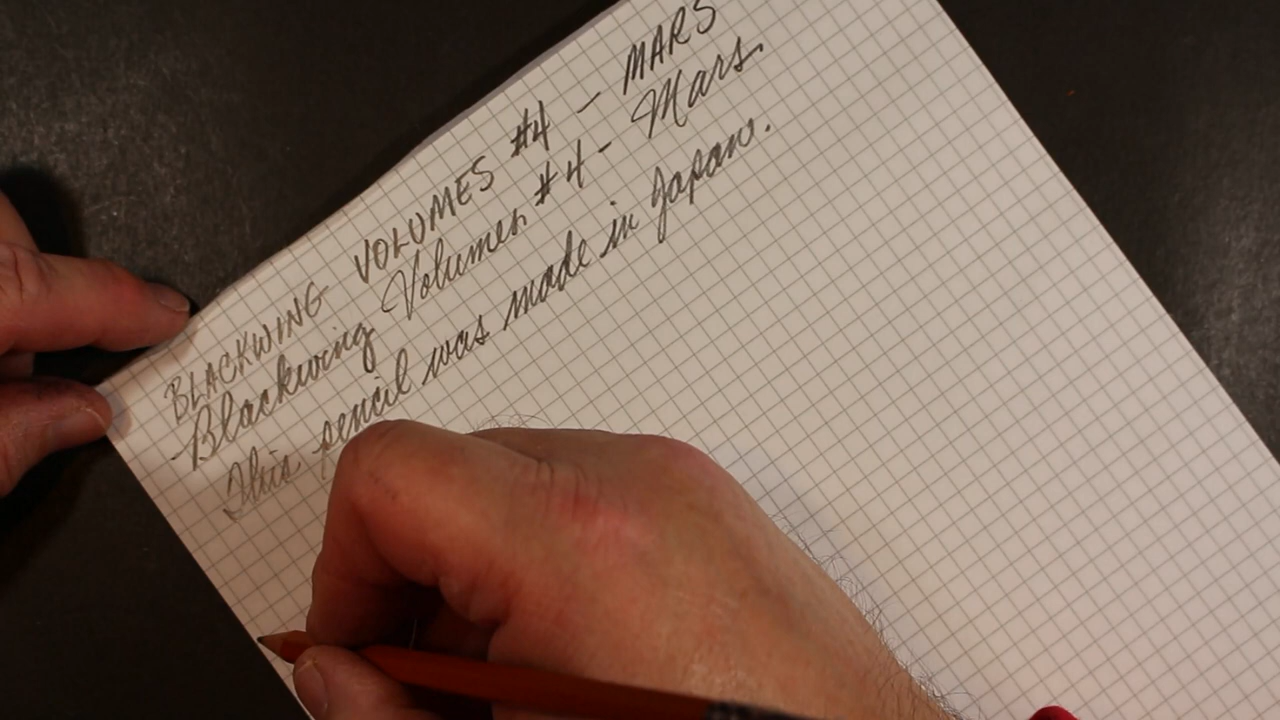 BLACKWING VOLUMES #4 - MARS
Blackwing Volumes #4 - Mars.
This pencil was made in Japan.